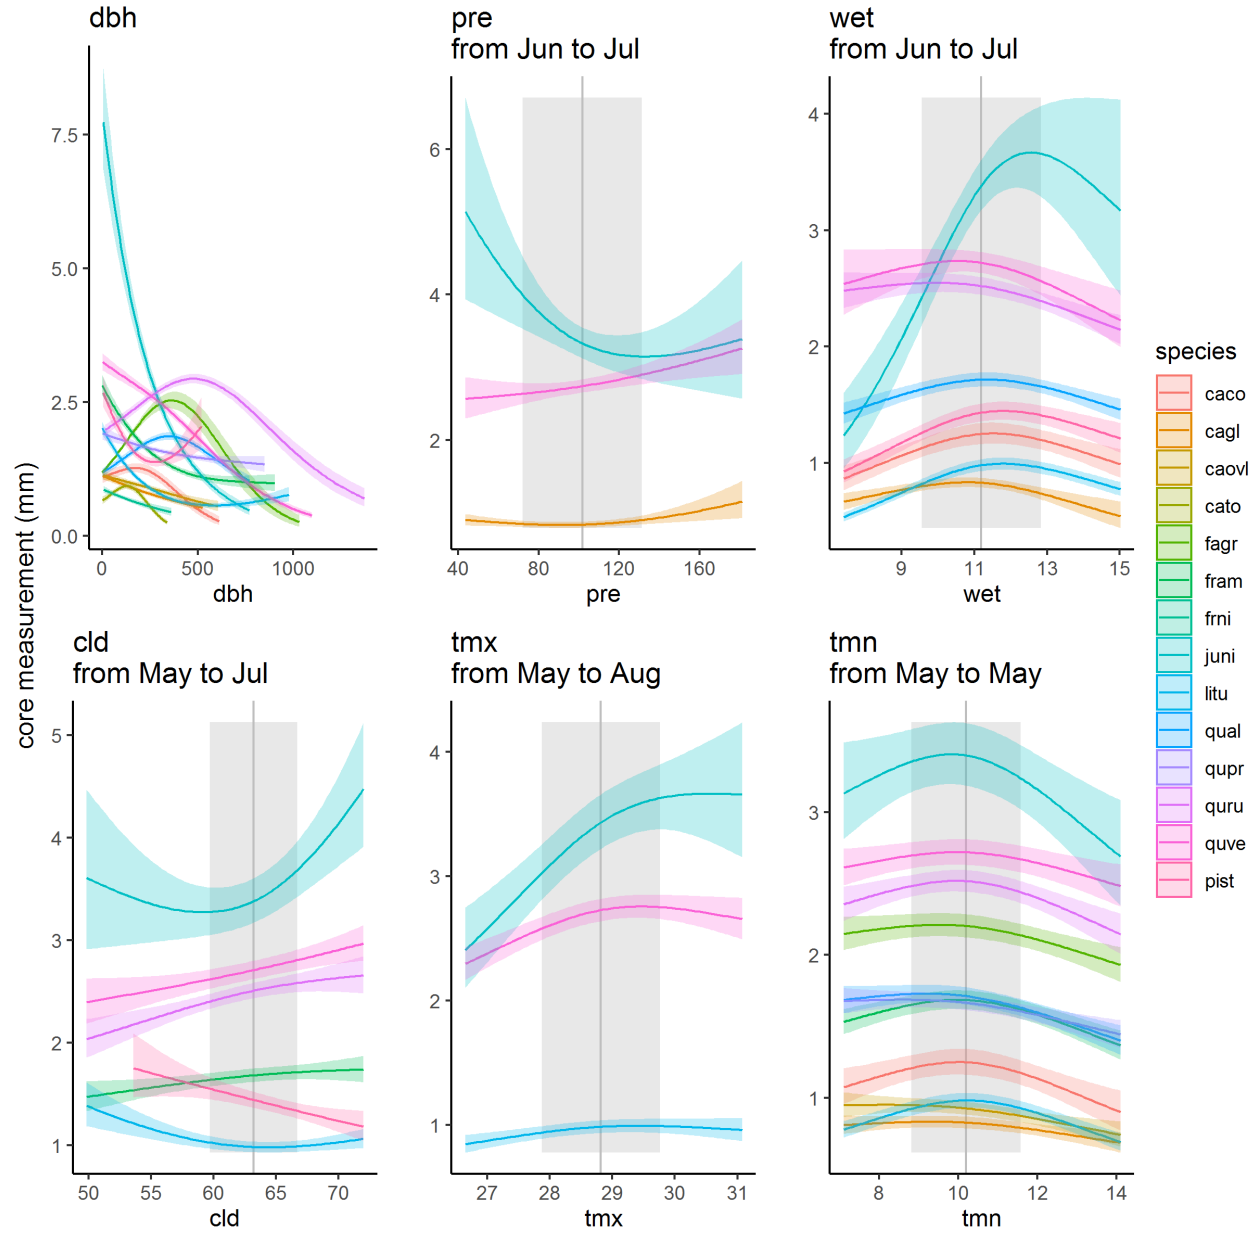 dbh
pre
from Jun to Jul
wet
from Jun to Jul
core measurement (mm)
7.5
5.0
2.5
0.0
0
500
1000
dbh
6
4
2
40
80
120
160
pre
4
3
2
1
9
11
13
15
wet
cld
from May to Jul
tmx
from May to Aug
tmn
from May to May
5
4
3
2
1
50
55
60
65
70
cld
4
3
2
1
27
28
29
30
31
tmx
3
2
1
8
10
12
14
tmn
species
caco
cagl
caovl
cato
fagr
fram
frni
juni
litu
qual
qupr
quru
quve
pist